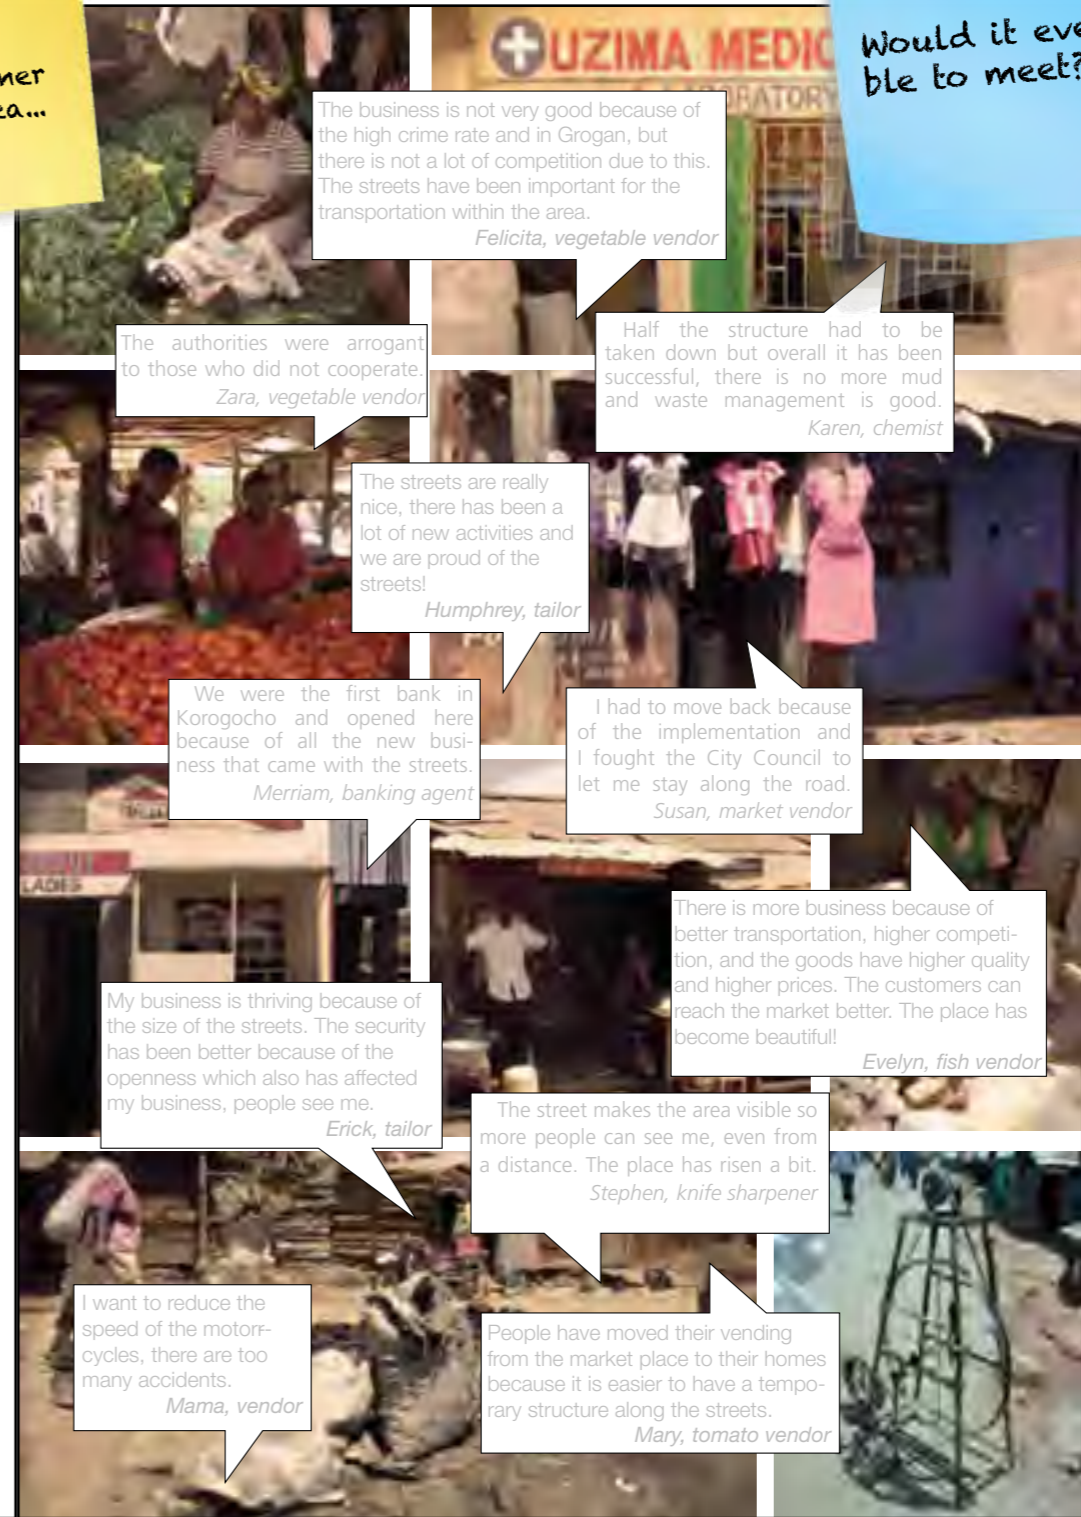 ner
ea...
Would it eve
ble to meet?
UZIMA MEDIC
LABORATORY
The business is not very good because of
the high crime rate and in Grogan, but
there is not a lot of competition due to this.
The streets have been important for the
transportation within the area.
Felicita, vegetable vendor
The authorities were arrogant
to those who did not cooperate.
Zara, vegetable vendor
Half the structure had to be
taken down but overall it has been
successful, there is no more mud
and waste management is good.
Karen, chemist
The streets are really
nice, there has been a
lot of new activities and
we are proud of the
streets!
Humphrey, tailor
We were the first bank in
Korogocho and opened here
because of all the new busi-
ness that came with the streets.
Merriam, banking agent
I had to move back because
of the implementation and
I fought the City Council to
let me stay along the road.
Susan, market vendor
LADIES
There is more business because of
better transportation, higher competi-
tion, and the goods have higher quality
and higher prices. The customers can
reach the market better. The place has
become beautiful!
Evelyn, fish vendor
My business is thriving because of
the size of the streets. The security
has been better because of the
openness which also has affected
my business, people see me.
Erick, tailor
The street makes the area visible so
more people can see me, even from
a distance. The place has risen a bit.
Stephen, knife sharpener
I want to reduce the
speed of the motorr-
cycles, there are too
many accidents.
Mama, vendor
People have moved their vending
from the market place to their homes
because it is easier to have a tempo-
rary structure along the streets.
Mary, tomato vendor